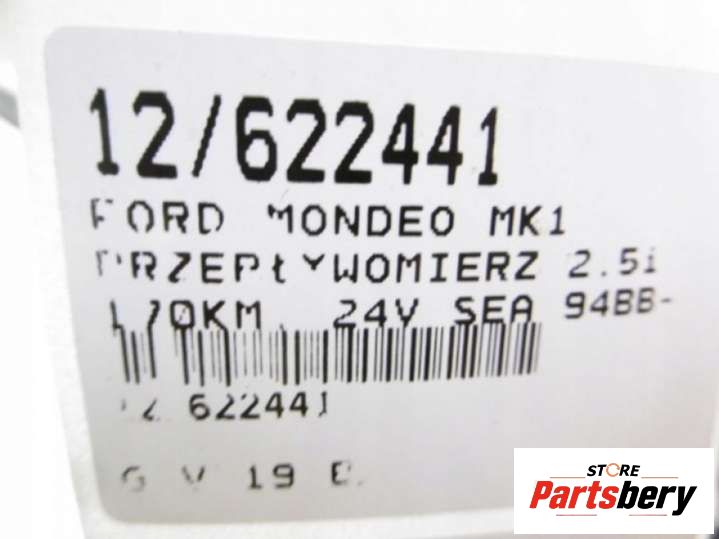 12/622441
FORD MONDEO MK1
PRZEPŁYWOMIERZ 2.5i
170KM, 24V SEA 94BB-
12 622441
G V 19
STORE
Partsbery